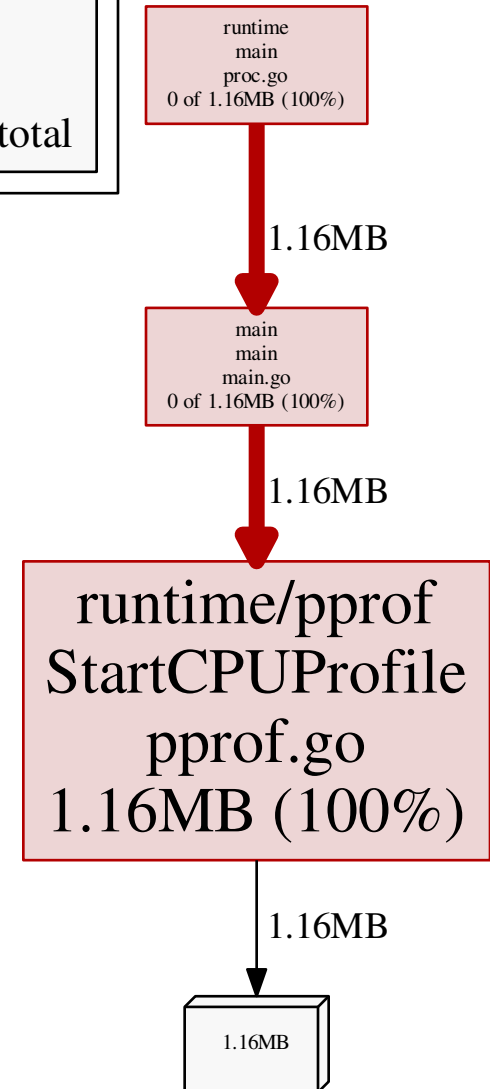 total
runtime
main
proc.go
0 of 1.16MB (100%)
1.16MB
main
main
main.go
0 of 1.16MB (100%)
1.16MB
runtime/pprof
StartCPUProfile
pprof.go
1.16MB (100%)
1.16MB
1.16MB